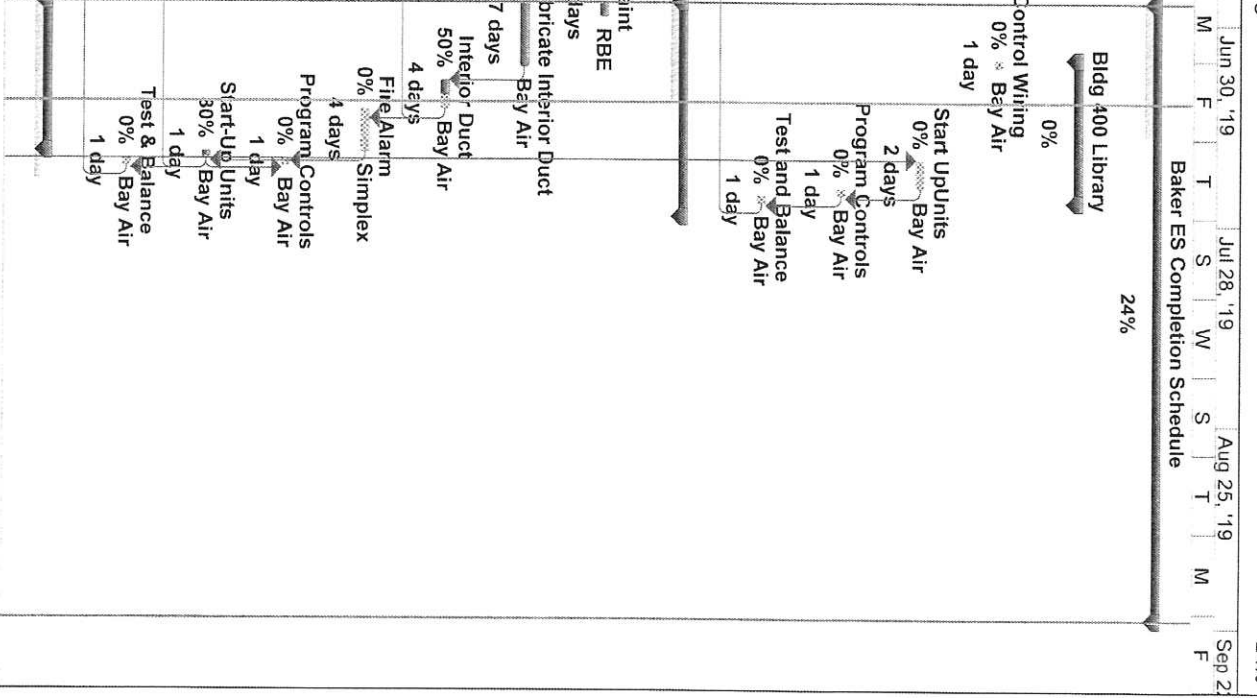 Jun 30, '19 Jul 28, '19 Aug 25, '19 Sep 2
M F T S W S T M F
Baker ES Completion Schedule
24%
Bldg 400 Library
0%
Control Wiring
0% Bay Air
1 day
Start UpUnits
0% Bay Air
2 days
Program Controls
0% Bay Air
1 day
Test and Balance
0% Bay Air
1 day
int
RBE
days
bricate Interior Duct
Bay Air
7 days
Interior Duct
50% Bay Air
4 days
Fire Alarm
0% Simplex
4 days
Program Controls
0% Bay Air
1 day
Start-Up Units
Bay Air
1 day
Test & Balance
0% Bay Air
1 day